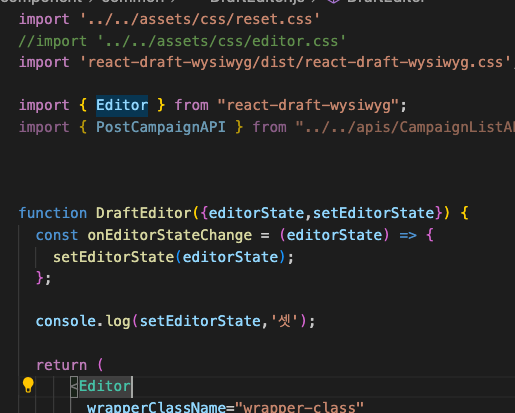 component > common > DraftEditor.js > DraftEditor
import '../../assets/css/reset.css'
//import '../../assets/css/editor.css'
import 'react-draft-wysiwyg/dist/react-draft-wysiwyg.css'
import { Editor } from "react-draft-wysiwyg";
import { PostCampaignAPI } from "../../apis/CampaignListA
function DraftEditor({editorState,setEditorState}) {
const onEditorStateChange = (editorState) => {
setEditorState(editorState);
};
console.log(setEditorState,'셋');
return (
<Editor
wrapperClassName="wrapper-class"